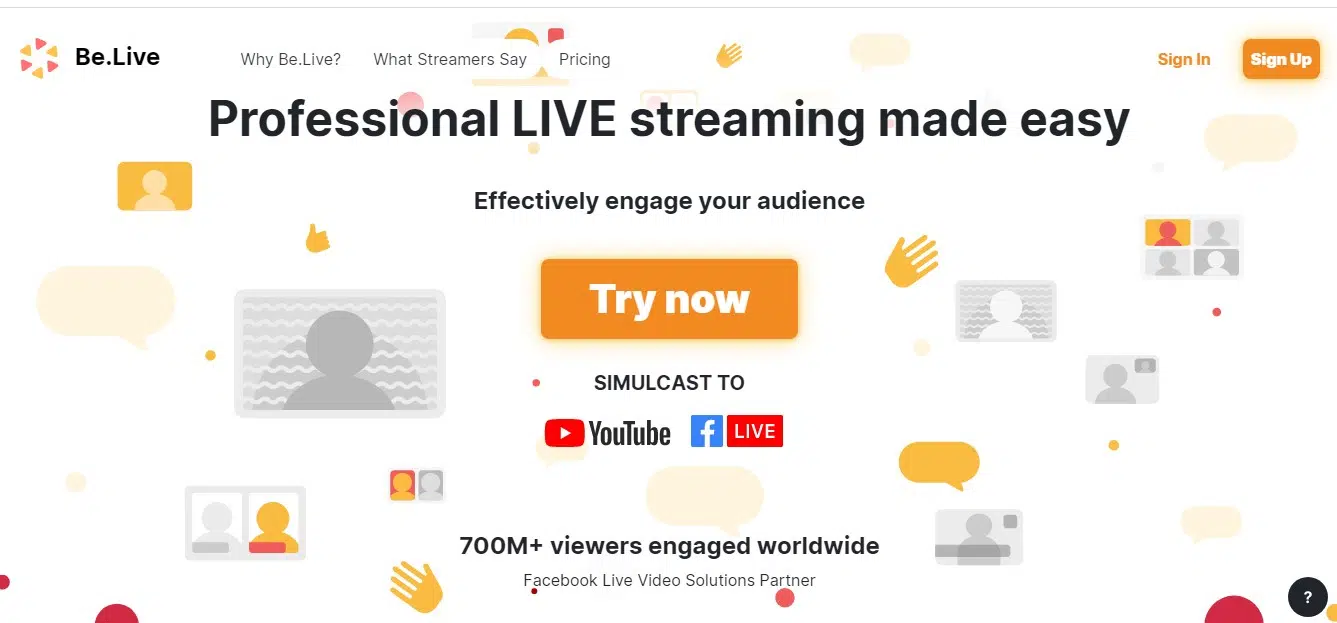 Be.Live
Why Be.Live?
What Streamers Say
Pricing
Sign In
Sign Up
Professional LIVE streaming made easy
Effectively engage your audience
Try now
SIMULCAST TO
YouTube
f LIVE
700M+ viewers engaged worldwide
Facebook Live Video Solutions Partner
?